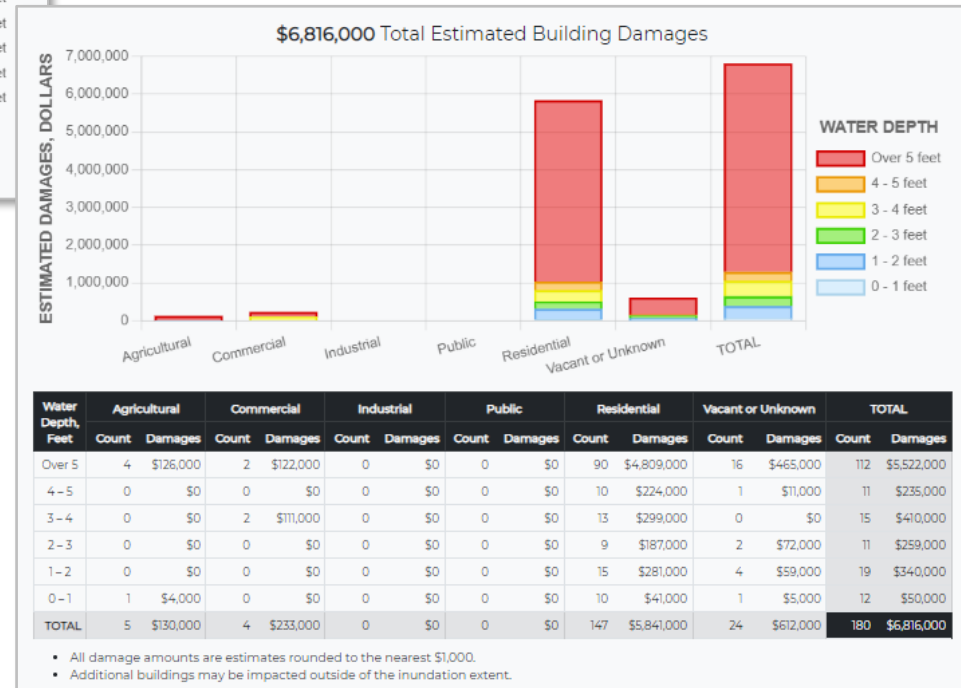 et
et
et
et
$6,816,000 Total Estimated Building Damages
ESTIMATED DAMAGES, DOLLARS
7,000,000
6,000,000
5,000,000
4,000,000
3,000,000
2,000,000
1,000,000
0
Agricultural Commercial Industrial Public Residential Vacant or Unknown TOTAL
WATER DEPTH
Over 5 feet
4 - 5 feet
3 - 4 feet
2 - 3 feet
1 - 2 feet
0 - 1 feet
Water Depth, Feet Agricultural Commercial Industrial Public Residential Vacant or Unknown TOTAL
Count Damages Count Damages Count Damages Count Damages Count Damages Count Damages Count Damages
Over 5 4 $126,000 2 $122,000 0 $0 0 $0 90 $4,809,000 16 $465,000 112 $5,522,000
4 – 5 0 $0 0 $0 0 $0 0 $0 10 $224,000 1 $11,000 11 $235,000
3 – 4 0 $0 2 $111,000 0 $0 0 $0 13 $299,000 0 $0 15 $410,000
2 – 3 0 $0 0 $0 0 $0 0 $0 9 $187,000 2 $72,000 11 $259,000
1 – 2 0 $0 0 $0 0 $0 0 $0 15 $281,000 4 $59,000 19 $340,000
0 – 1 1 $4,000 0 $0 0 $0 0 $0 10 $41,000 1 $5,000 12 $50,000
TOTAL 5 $130,000 4 $233,000 0 $0 0 $0 147 $5,841,000 24 $612,000 180 $6,816,000
• All damage amounts are estimates rounded to the nearest $1,000.
• Additional buildings may be impacted outside of the inundation extent.